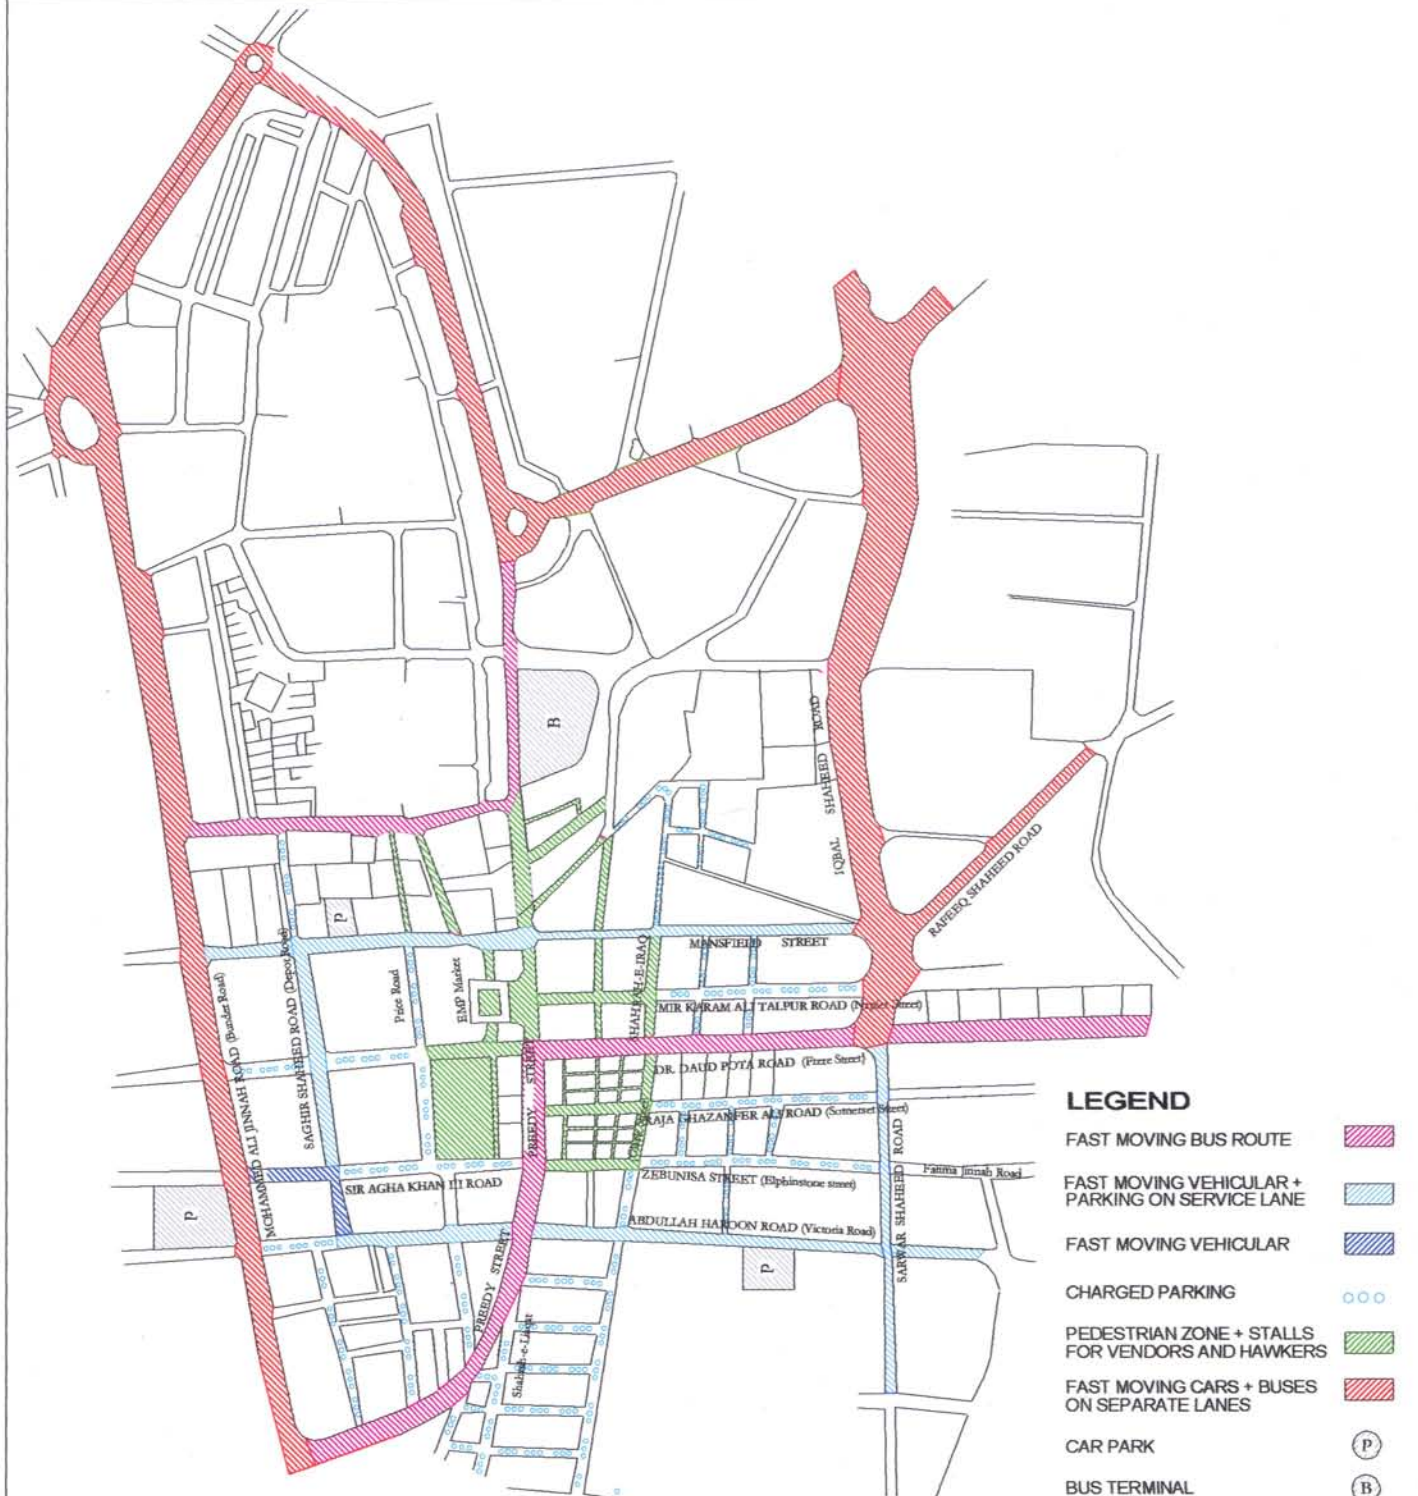 B
IQBAL SHAHEED ROAD
RAFEEQ SHAHEED ROAD
P
MANSFIELD STREET
SHAHRAH-E-IRAQ
Price Road
EMP Market
MIR KARAM ALI TALPUR ROAD (Napier Street)
MOHAMMED ALI JINNAH ROAD (Bunder Road)
SAGHIR SHAHEED ROAD (Depot Road)
PREEDY STREET
DR. DAUD POTA ROAD (Frere Street)
RAJA GHAZANFER ALI ROAD (Somerset Street)
SIR AGHA KHAN III ROAD
ZEBUNISA STREET (Elphinstone street)
Fatima Jinnah Road
SARWAR SHAHEED ROAD
P
ABDULLAH HAROON ROAD (Victoria Road)
P
PREEDY STREET
Shahrah-e-Liaqat
LEGEND
FAST MOVING BUS ROUTE
FAST MOVING VEHICULAR +
PARKING ON SERVICE LANE
FAST MOVING VEHICULAR
CHARGED PARKING
PEDESTRIAN ZONE + STALLS
FOR VENDORS AND HAWKERS
FAST MOVING CARS + BUSES
ON SEPARATE LANES
CAR PARK P
BUS TERMINAL B